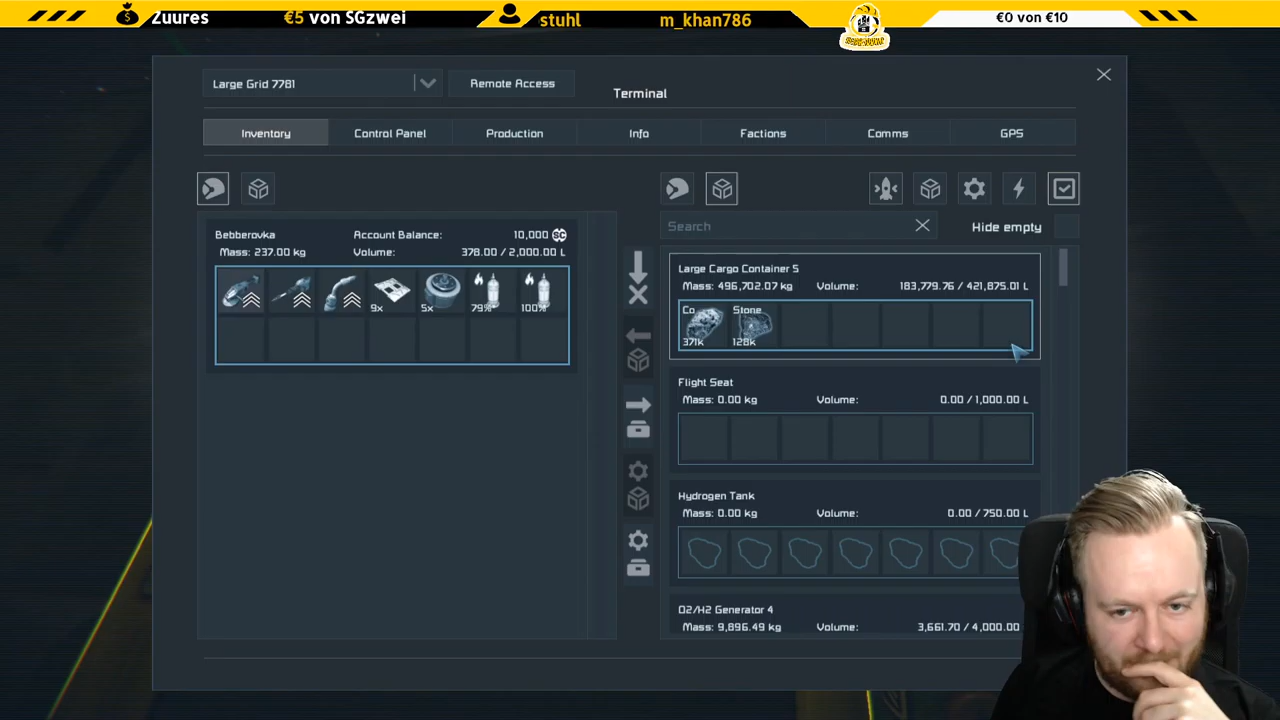 Zuures
€5 von SGzwei
stuhl
m_khan786
€0 von €10
Large Grid 7781
Remote Access
Terminal
Inventory
Control Panel
Production
Info
Factions
Comms
GPS
Search
Hide empty
Bebberovka
Account Balance:
10,000 SC
Mass: 237.00 kg
Volume:
378.00 / 2,000.00 L
9x
5x
79%
100%
Large Cargo Container 5
Mass: 496,702.07 kg
Volume:
183,779.76 / 421,875.01 L
Co
Stone
371k
128k
Flight Seat
Mass: 0.00 kg
Volume:
0.00 / 1,000.00 L
Hydrogen Tank
Mass: 0.00 kg
Volume:
0.00 / 750.00 L
O2/H2 Generator 4
Mass: 9,896.49 kg
Volume:
3,661.70 / 4,000.00